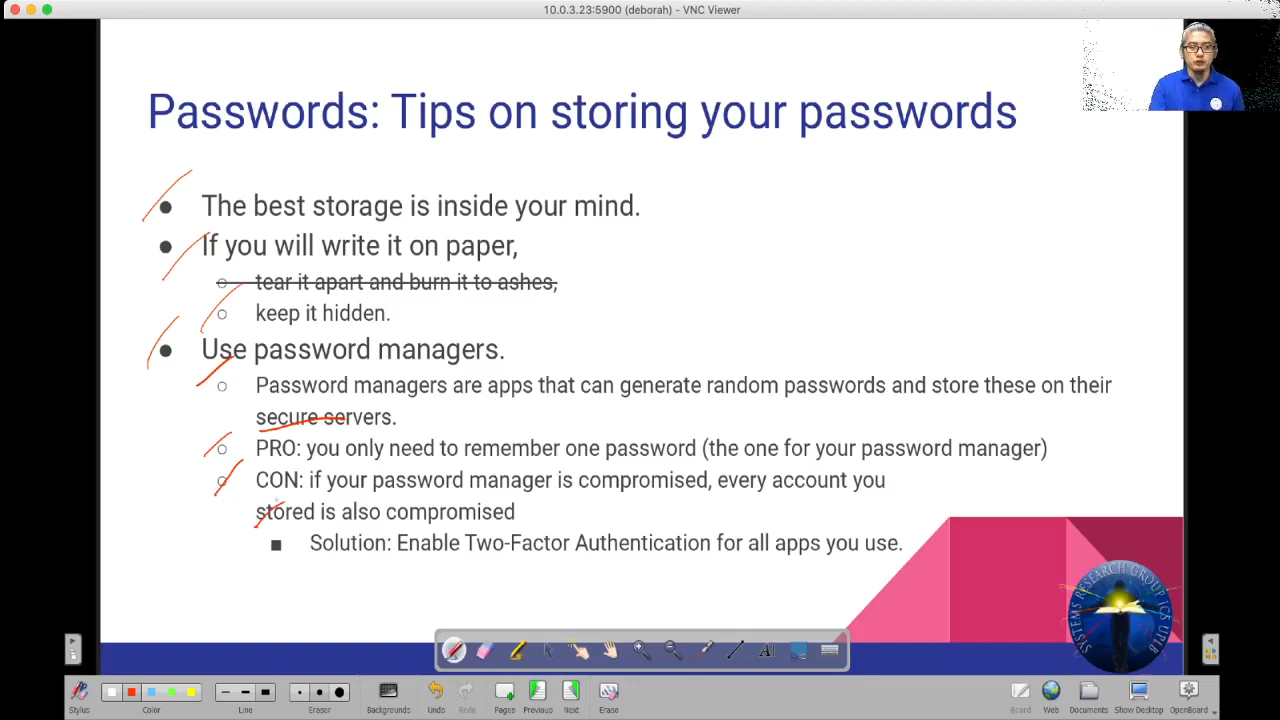 10.0.3.23:5900 (deborah) - VNC Viewer
Passwords: Tips on storing your passwords
● The best storage is inside your mind.
● If you will write it on paper,
○ tear it apart and burn it to ashes,
○ keep it hidden.
● Use password managers.
○ Password managers are apps that can generate random passwords and store these on their
secure servers.
○ PRO: you only need to remember one password (the one for your password manager)
○ CON: if your password manager is compromised, every account you
stored is also compromised
■ Solution: Enable Two-Factor Authentication for all apps you use.
SYSTEMS RESEARCH GROUP ICS UPLB
Stylus Color Line Eraser Backgrounds Undo Redo Pages Previous Next Erase Board Web Documents Show Desktop OpenBoard